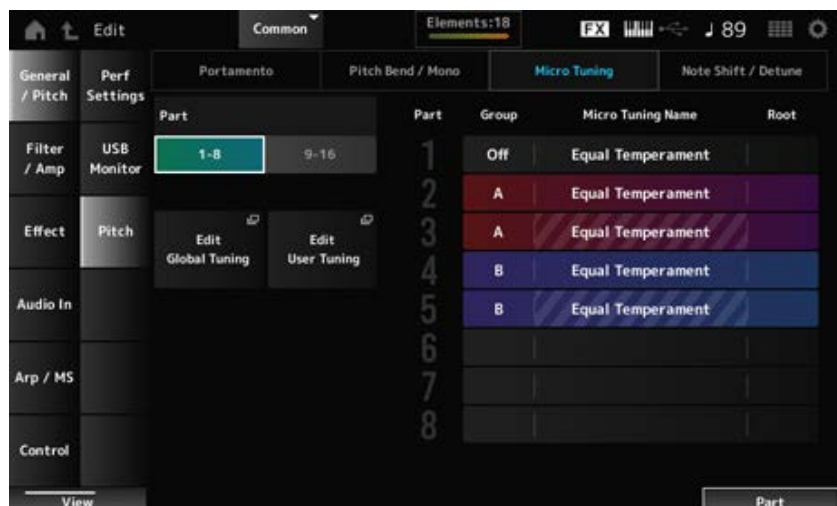 Edit
Common
Elements:18
FX
89
General / Pitch
Perf Settings
Portamento
Pitch Bend / Mono
Micro Tuning
Note Shift / Detune
Part
Part
Group
Micro Tuning Name
Root
Filter / Amp
USB Monitor
1-8
9-16
1
Off
Equal Temperament
2
A
Equal Temperament
Effect
Pitch
Edit Global Tuning
Edit User Tuning
3
A
Equal Temperament
4
B
Equal Temperament
Audio In
5
B
Equal Temperament
6
Arp / MS
7
8
Control
View
Part